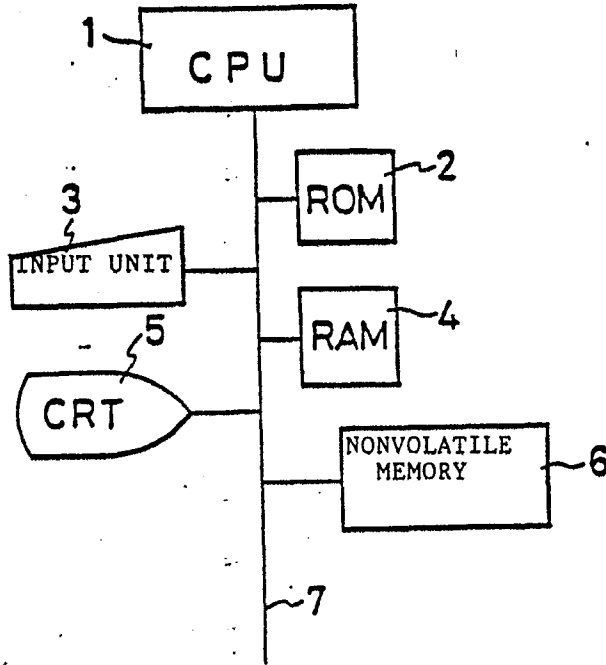 1
CPU
2
ROM
3
INPUT UNIT
4
RAM
5
CRT
NONVOLATILE
MEMORY
6
7